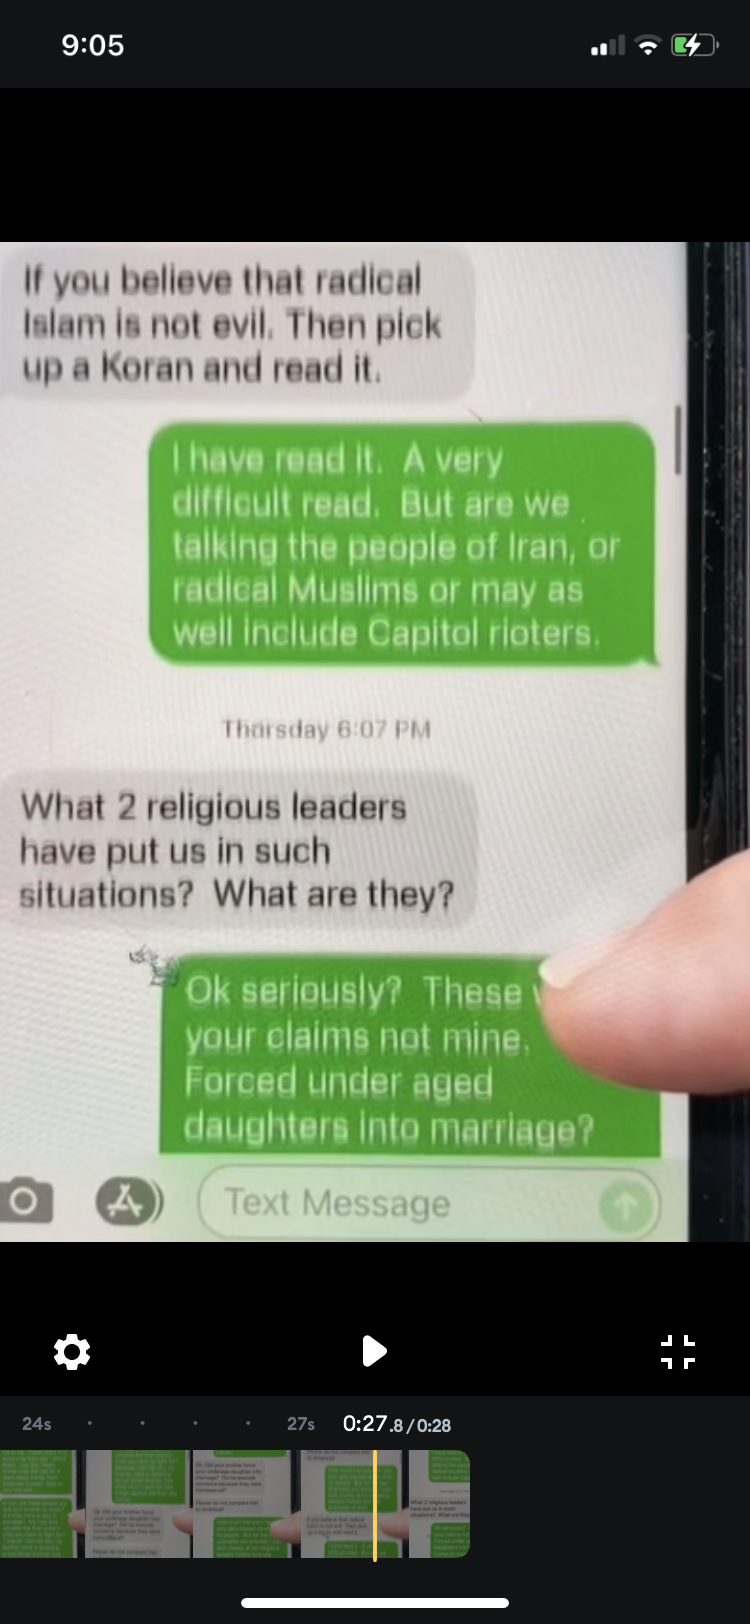 9:05
If you believe that radical
Islam is not evil. Then pick
up a Koran and read it.
I have read it. A very
difficult read. But are we
talking the people of Iran, or
radical Muslims or may as
well include Capitol rioters.
Thursday 6:07 PM
What 2 religious leaders
have put us in such
situations? What are they?
Ok seriously? These
your claims not mine.
Forced under aged
daughters into marriage?
Text Message
24s
27s
0:27.8/0:28